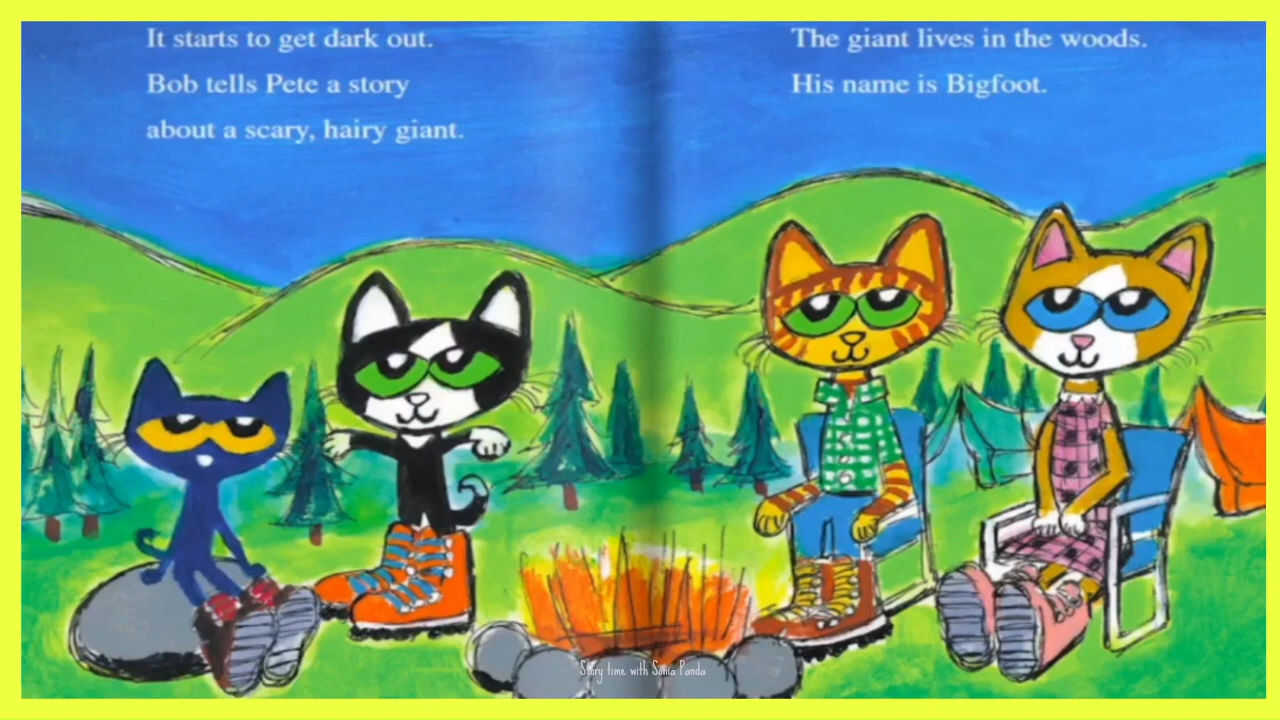 It starts to get dark out.
Bob tells Pete a story
about a scary, hairy giant.
The giant lives in the woods.
His name is Bigfoot.
Story time with Sonia Panda